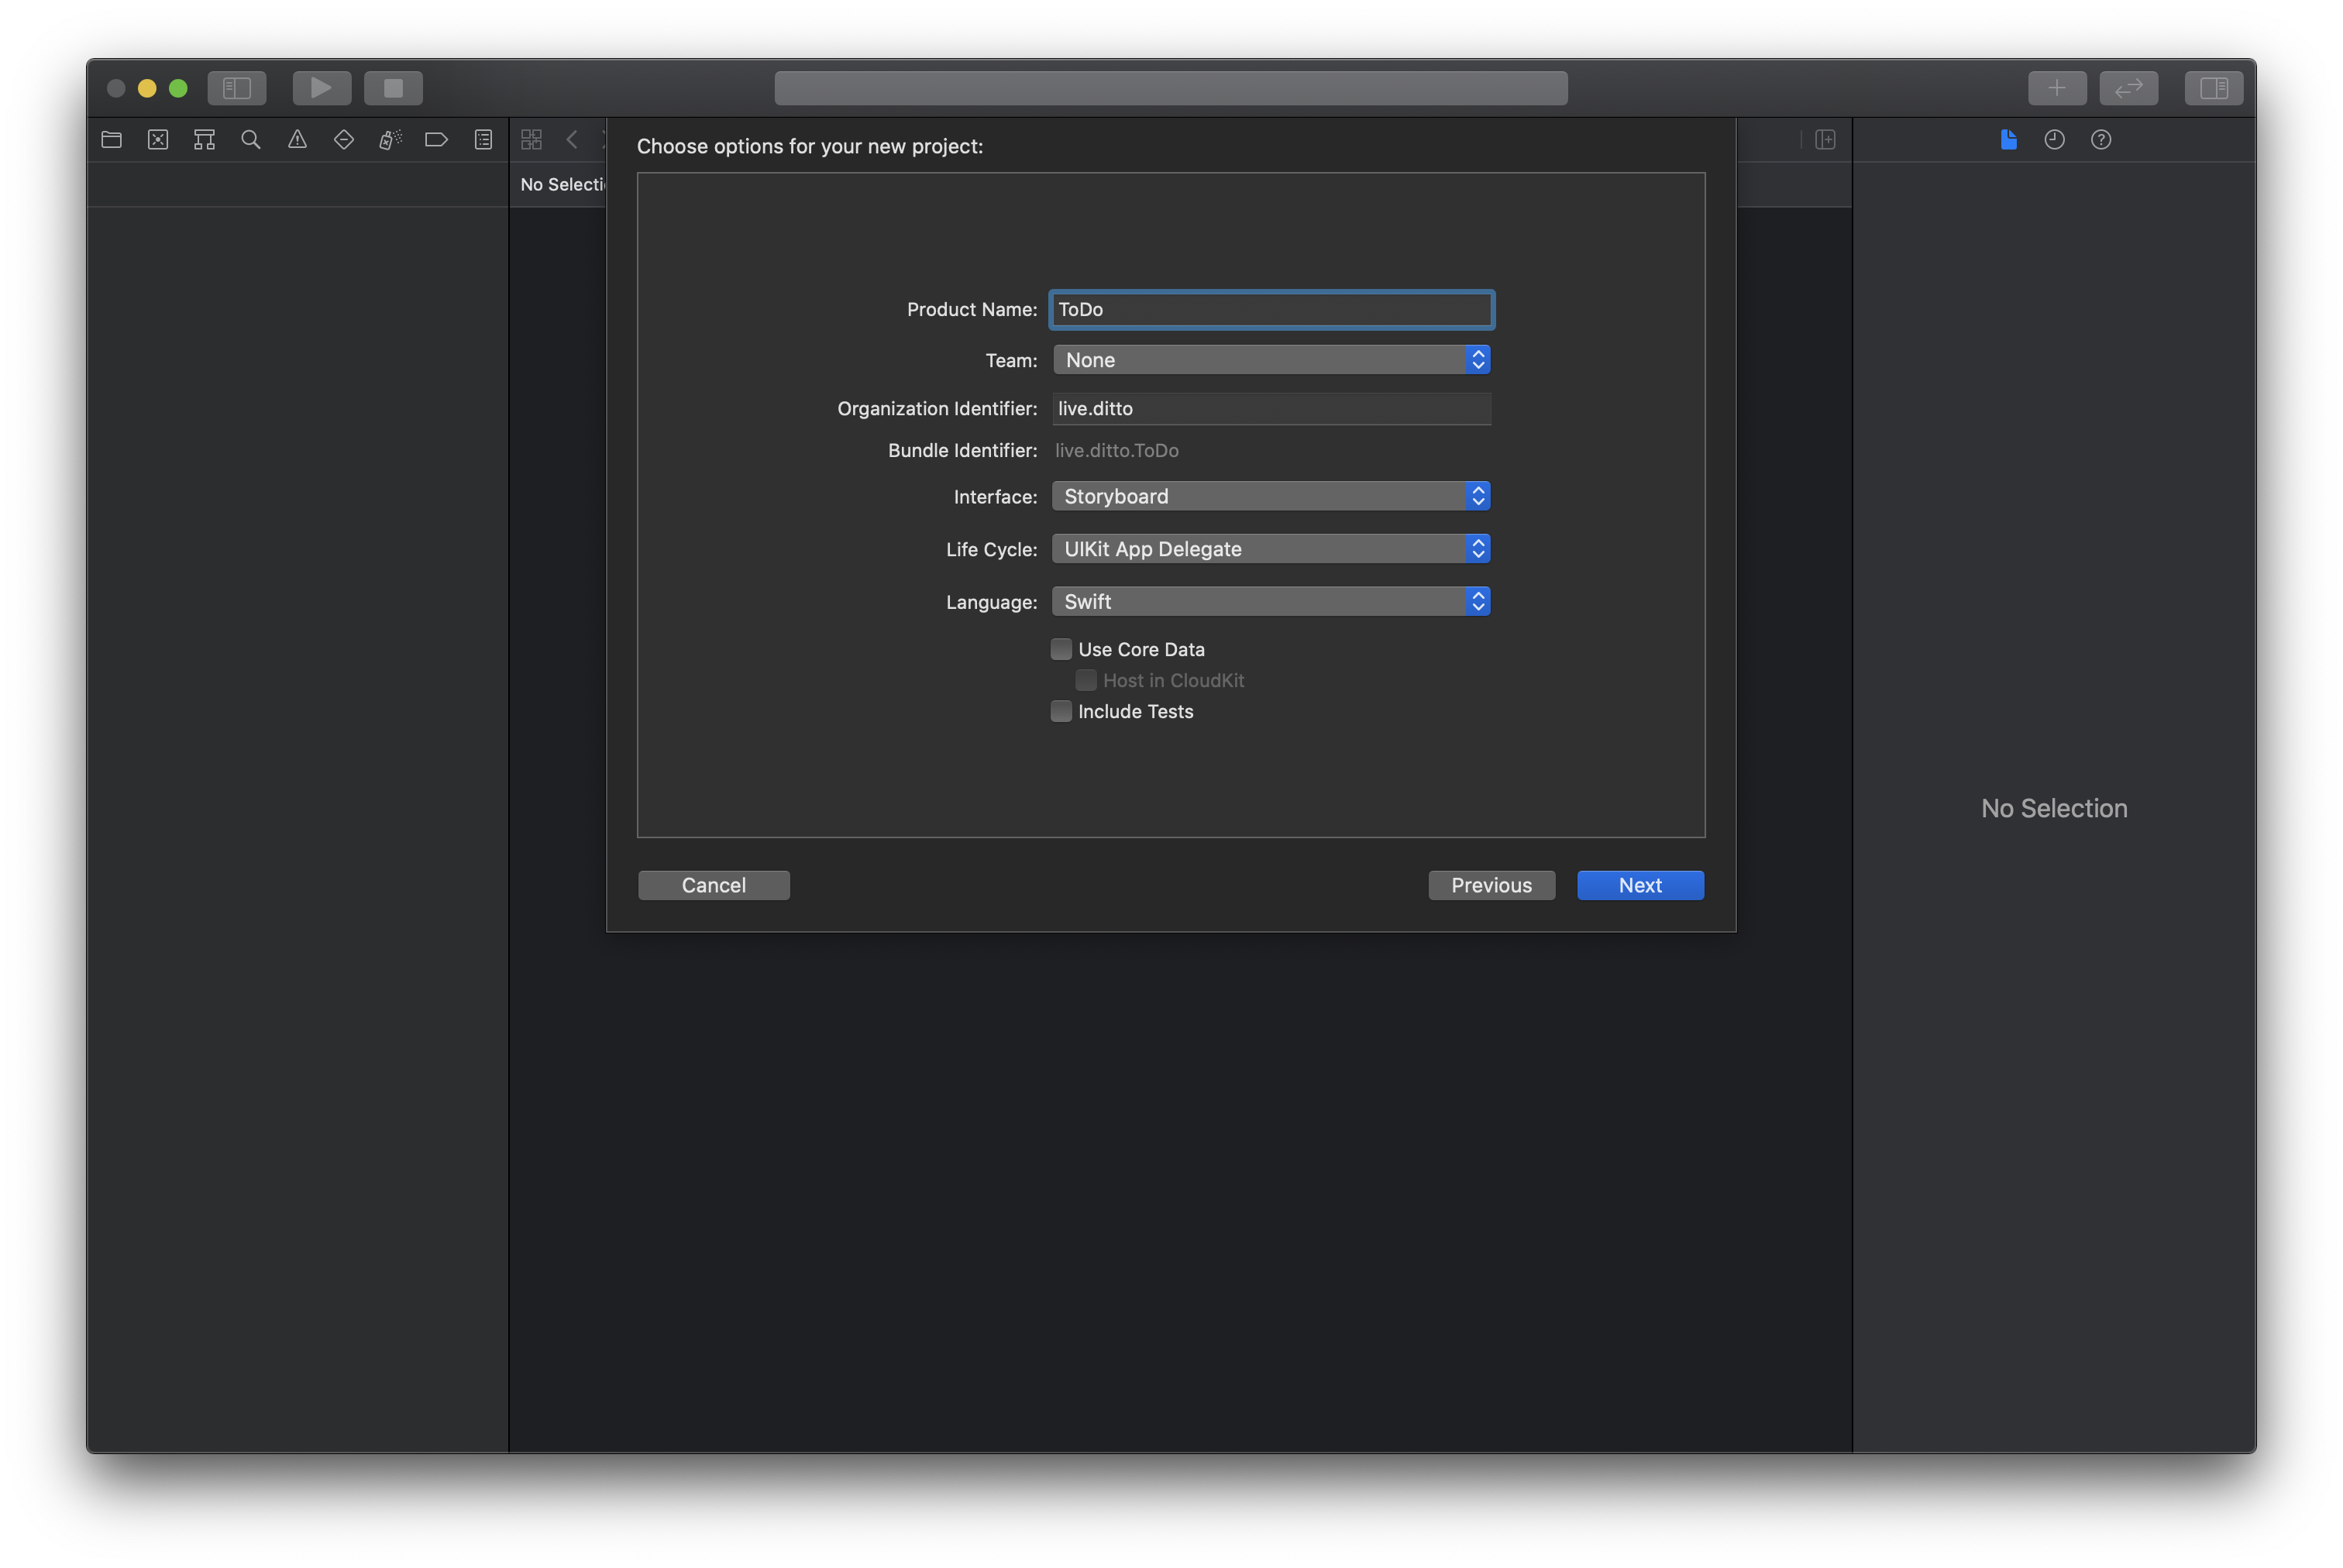 No Selecti
Choose options for your new project:
Product Name: ToDo
Team: None
Organization Identifier: live.ditto
Bundle Identifier: live.ditto.ToDo
Interface: Storyboard
Life Cycle: UIKit App Delegate
Language: Swift
Use Core Data
Host in CloudKit
Include Tests
No Selection
Cancel Previous Next